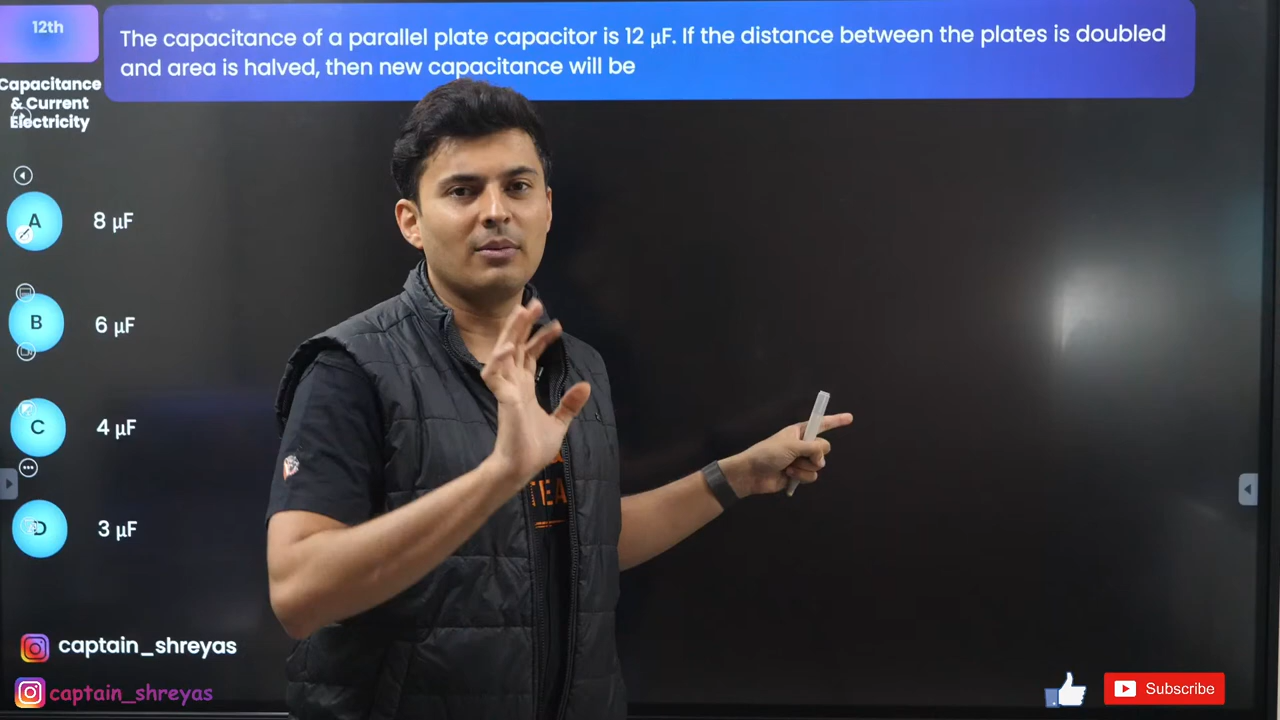 12th
The capacitance of a parallel plate capacitor is 12 μF. If the distance between the plates is doubled
and area is halved, then new capacitance will be
Capacitance
& Current
Electricity
A 8 μF
B 6 μF
C 4 μF
D 3 μF
TEA
captain_shreyas
captain_shreyas
Subscribe